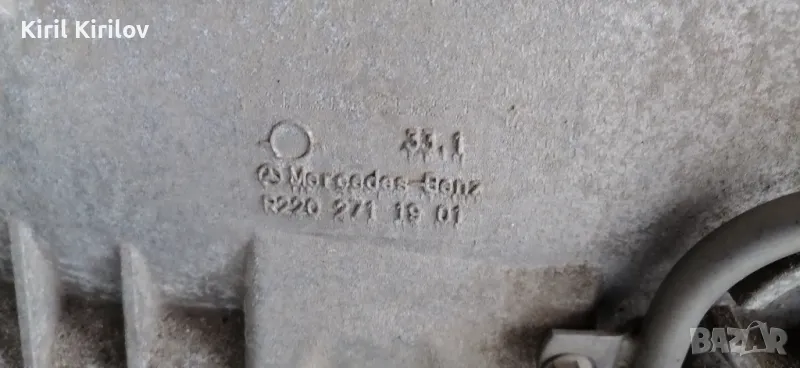 Kiril Kirilov
33.1
Mercedes-Benz
R220 271 19 01
BAZAR